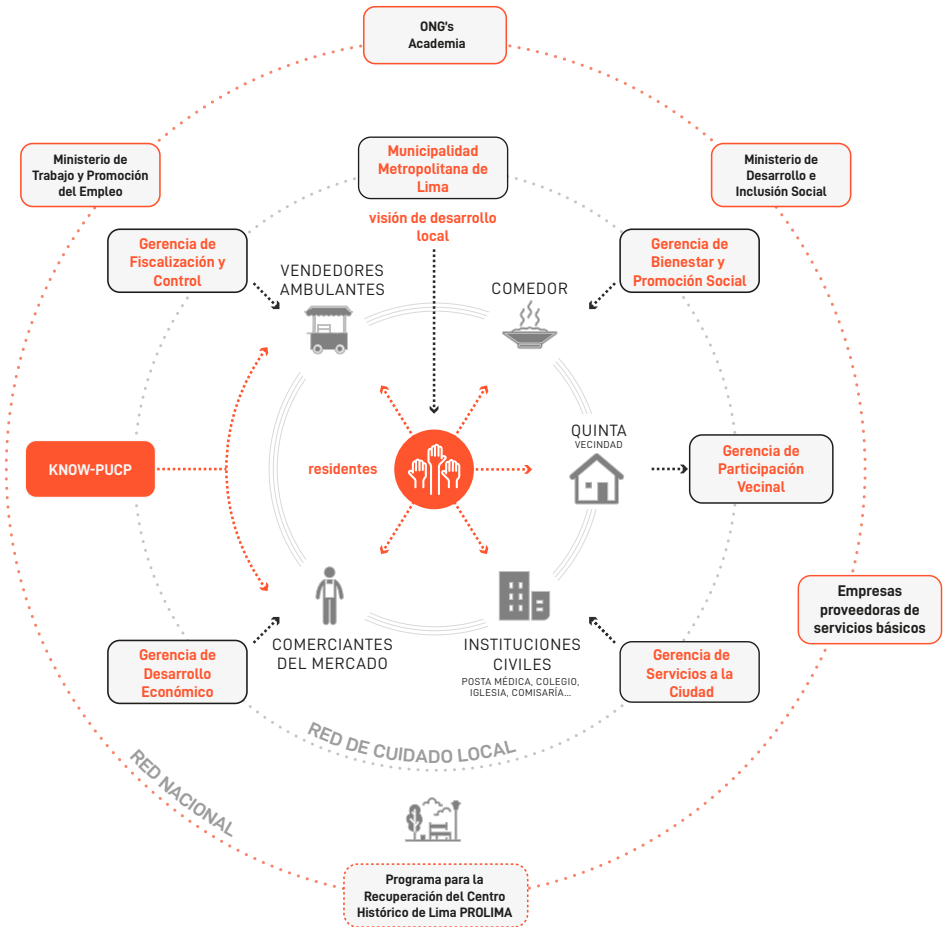 ONG's
Academia
Ministerio de
Trabajo y Promoción
del Empleo
Municipalidad
Metropolitana de
Lima
Ministerio de
Desarrollo e
Inclusión Social
visión de desarrollo
local
Gerencia de
Fiscalización y
Control
VENDEDORES
AMBULANTES
COMEDOR
Gerencia de
Bienestar y
Promoción Social
KNOW-PUCP
residentes
QUINTA
VECINDAD
Gerencia de
Participación
Vecinal
Empresas
proveedoras de
servicios básicos
Gerencia de
Desarrollo
Económico
COMERCIANTES
DEL MERCADO
INSTITUCIONES
CIVILES
POSTA MÉDICA, COLEGIO,
IGLESIA, COMISARÍA...
Gerencia de
Servicios a la
Ciudad
RED DE CUIDADO LOCAL
RED NACIONAL
Programa para la
Recuperación del Centro
Histórico de Lima PROLIMA